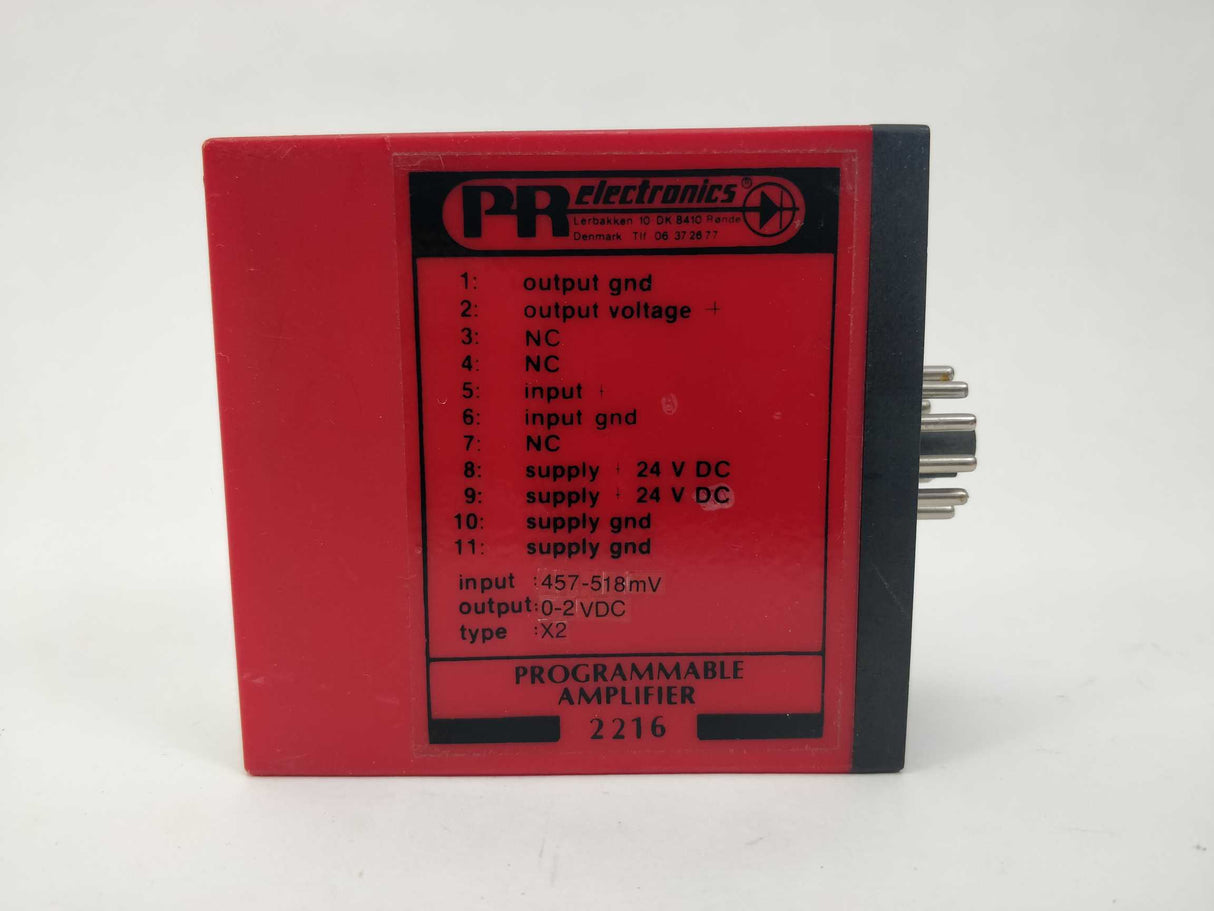 PR electronics®
Lerbakken 10 DK 8410 Rønde
Denmark Tlf 06 37 26 77
1: output gnd
2: output voltage +
3: NC
4: NC
5: input +
6: input gnd
7: NC
8: supply + 24 V DC
9: supply + 24 V DC
10: supply gnd
11: supply gnd
input :457-518mV
output:0-2VDC
type :X2
PROGRAMMABLE
AMPLIFIER
2216